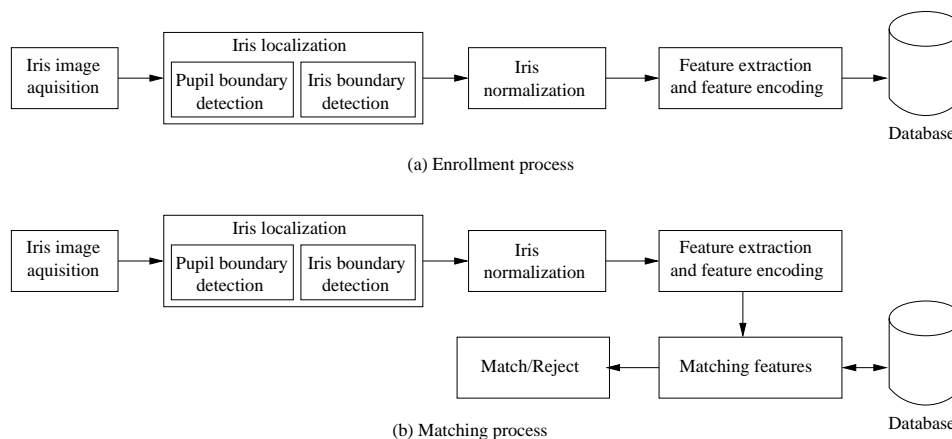 Iris image
aquisition
Iris localization
Pupil boundary
detection
Iris boundary
detection
Iris
normalization
Feature extraction
and feature encoding
Database
(a) Enrollment process
Iris image
aquisition
Iris localization
Pupil boundary
detection
Iris boundary
detection
Iris
normalization
Feature extraction
and feature encoding
Match/Reject
Matching features
Database
(b) Matching process